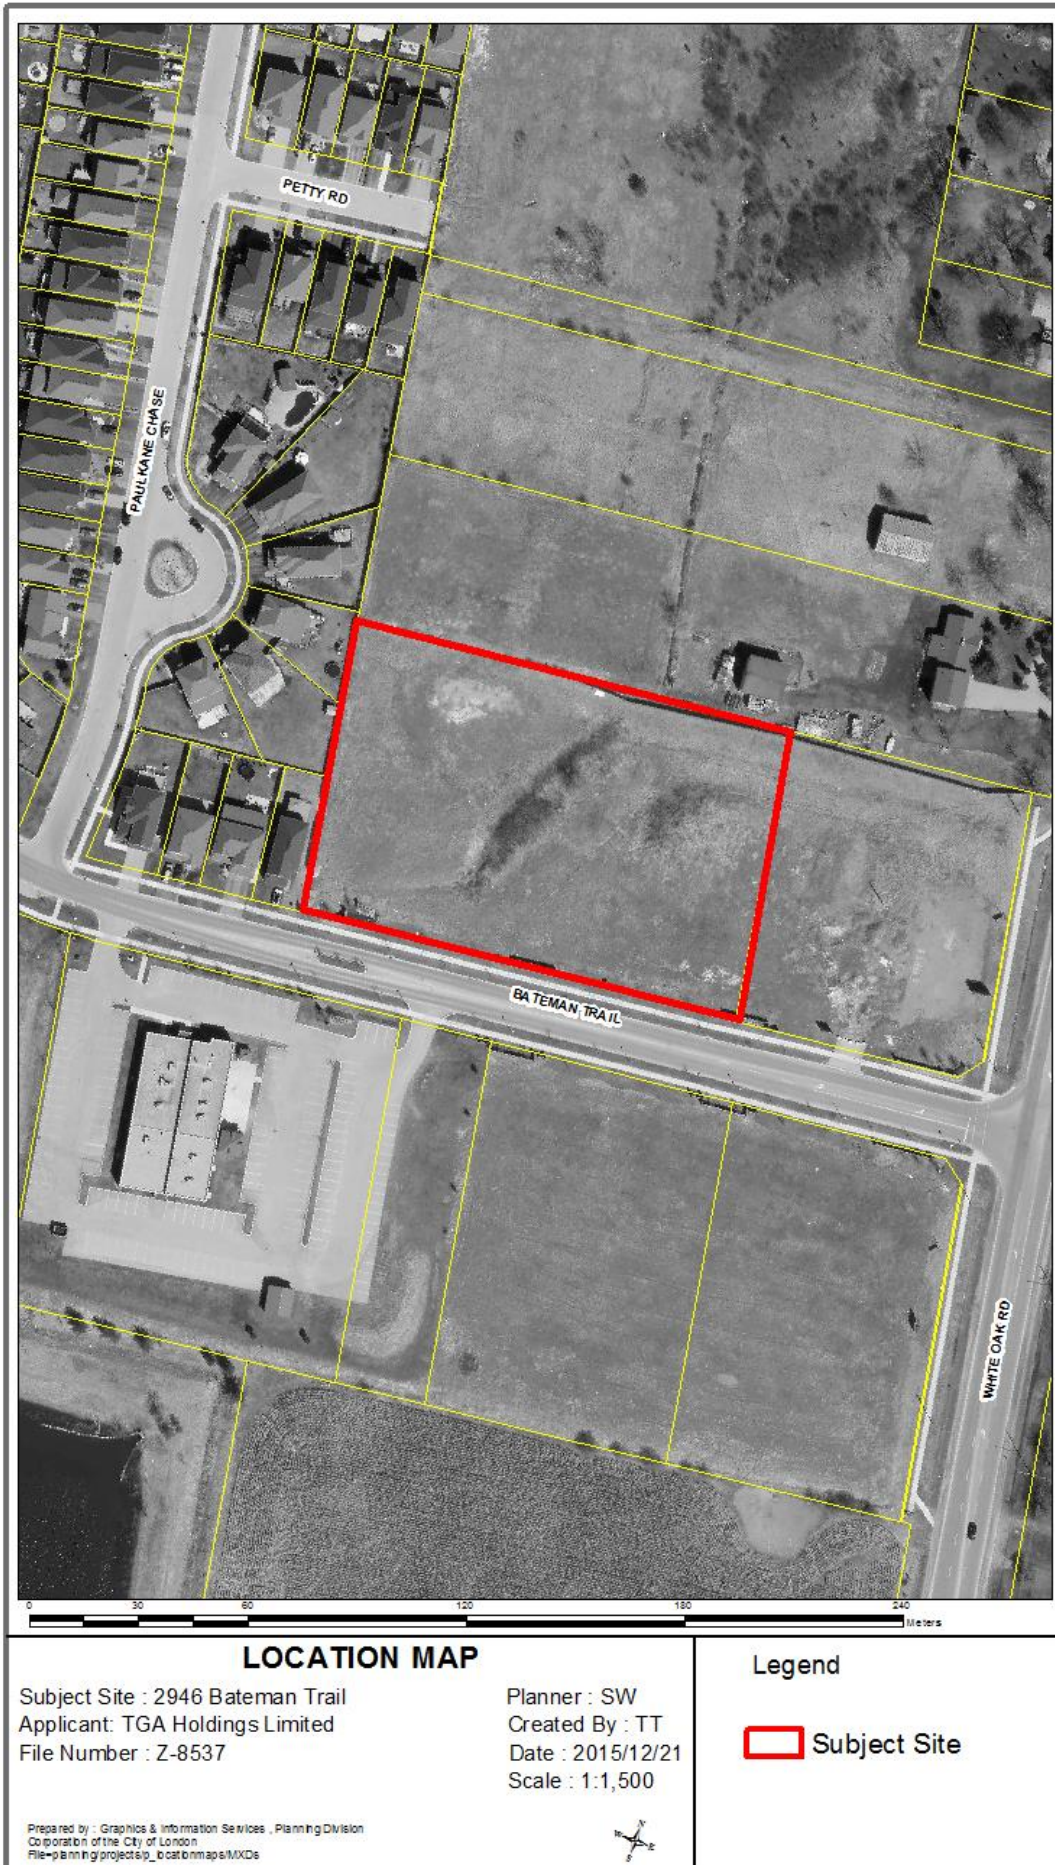 PETTY RD
PAUL KANE CHASE
BATEMAN TRAIL
WHITE OAK RD
0 30 60 120 180 240
Meters
LOCATION MAP
Subject Site : 2946 Bateman Trail
Applicant: TGA Holdings Limited
File Number : Z-8537
Planner : SW
Created By : TT
Date : 2015/12/21
Scale : 1:1,500
Prepared by : Graphics & Information Services , Planning Division
Corporation of the City of London
File=planning/projects/p_locationmaps/MXDs
N
W E
S
Legend
Subject Site